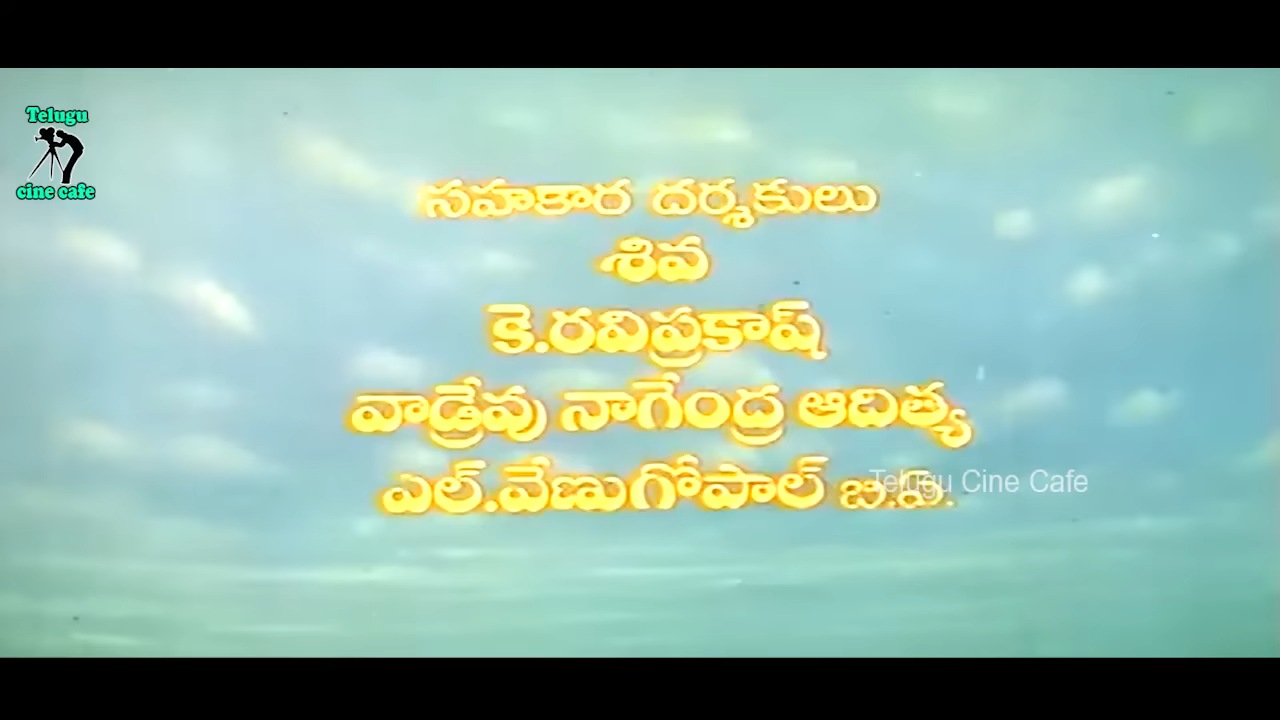 Telugu
cine cafe
సహకార దర్శకులు
శివ
కె.రవిప్రకాష్
వాడ్రేవు నాగేంద్ర ఆదిత్య
ఎల్.వేణుగోపాల్ బి.ఏ.
Telugu Cine Cafe